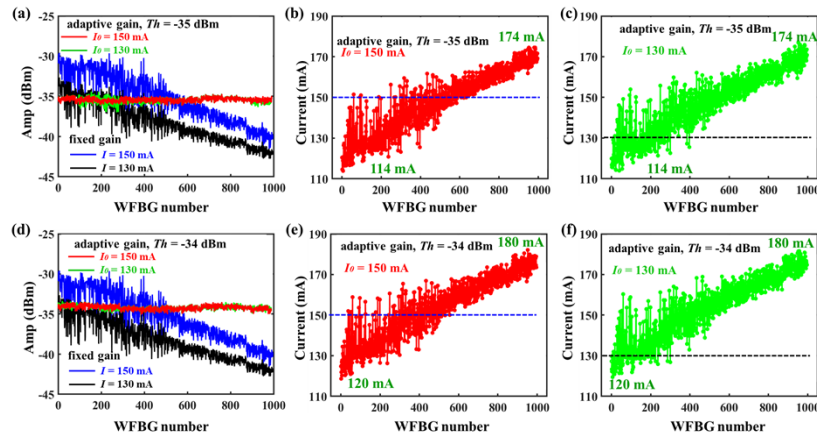 (a)
adaptive gain, Th = -35 dBm
I₀ = 150 mA
I₀ = 130 mA
fixed gain
I = 150 mA
I = 130 mA
-25
-30
-35
-40
-45
Amp (dBm)
0 200 400 600 800 1000
WFBG number
(b)
adaptive gain, Th= -35 dBm
I₀ = 150 mA
174 mA
114 mA
170
150
130
110
Current (mA)
0 200 400 600 800 1000
WFBG number
(c)
adaptive gain, Th = -35 dBm
I₀ = 130 mA
174 mA
114 mA
190
170
150
130
110
Current (mA)
0 200 400 600 800 1000
WFBG number
(d)
adaptive gain, Th = -34 dBm
I₀ = 150 mA
I₀ = 130 mA
fixed gain
I = 150 mA
I = 130 mA
-25
-30
-35
-40
-45
Amp (dBm)
0 200 400 600 800 1000
WFBG number
(e)
adaptive gain, Th = -34 dBm
I₀ = 150 mA
180 mA
120 mA
190
170
150
130
110
Current (mA)
0 200 400 600 800 1000
WFBG number
(f)
adaptive gain, Th = -34 dBm
I₀ = 130 mA
180 mA
120 mA
190
170
150
130
110
Current (mA)
0 200 400 600 800 1000
WFBG number